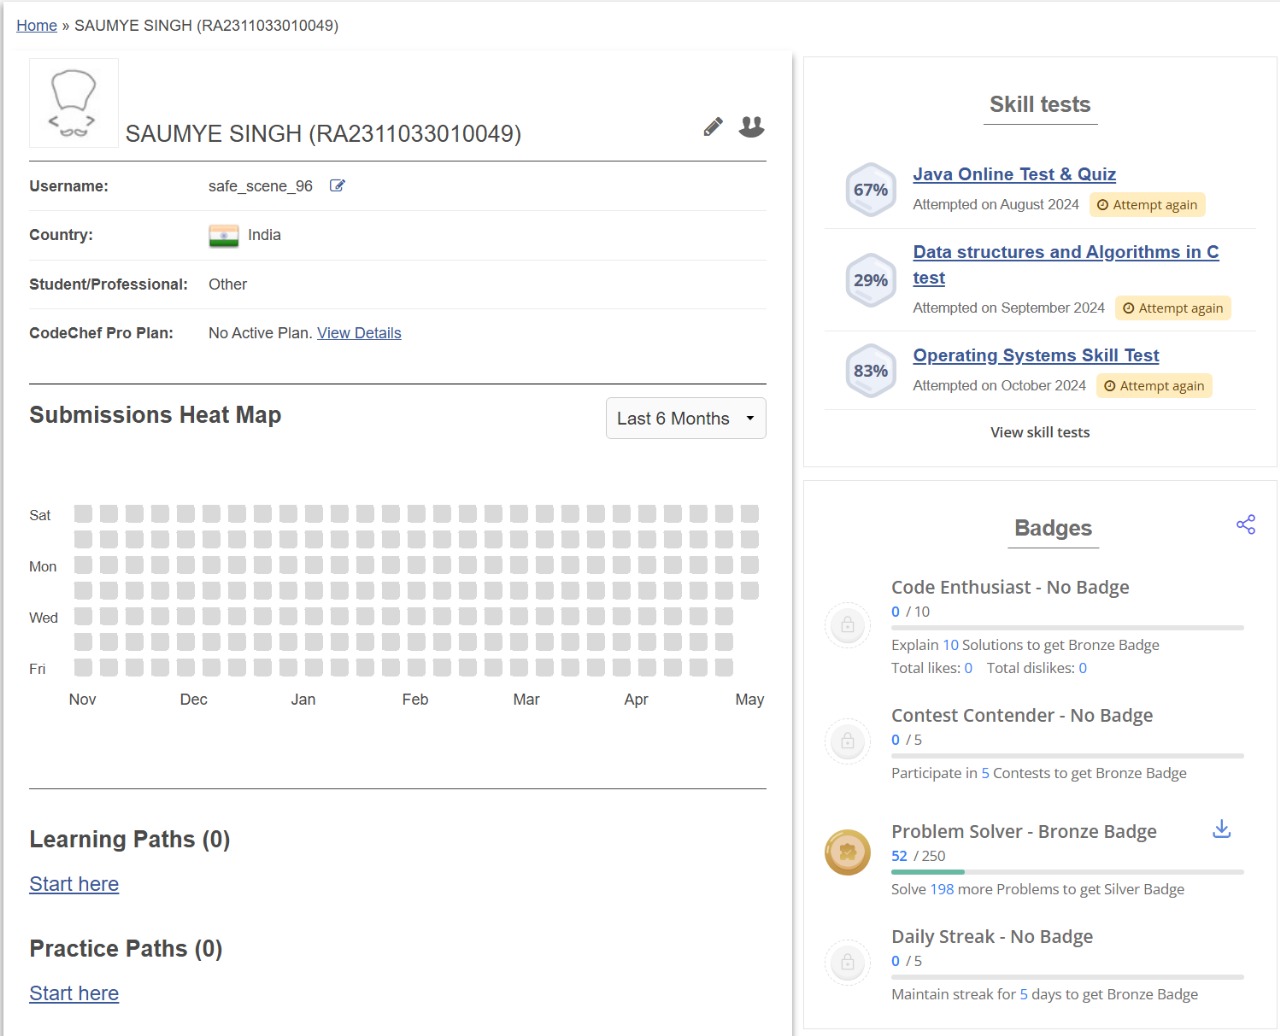 Home » SAUMYE SINGH (RA2311033010049)
SAUMYE SINGH (RA2311033010049)
Username: safe_scene_96
Country: India
Student/Professional: Other
CodeChef Pro Plan: No Active Plan. View Details
Submissions Heat Map
Last 6 Months
Sat
Mon
Wed
Fri
Nov Dec Jan Feb Mar Apr May
Learning Paths (0)
Start here
Practice Paths (0)
Start here
Skill tests
67%
Java Online Test & Quiz
Attempted on August 2024 Attempt again
29%
Data structures and Algorithms in C
test
Attempted on September 2024 Attempt again
83%
Operating Systems Skill Test
Attempted on October 2024 Attempt again
View skill tests
Badges
Code Enthusiast - No Badge
0 / 10
Explain 10 Solutions to get Bronze Badge
Total likes: 0 Total dislikes: 0
Contest Contender - No Badge
0 / 5
Participate in 5 Contests to get Bronze Badge
Problem Solver - Bronze Badge
52 / 250
Solve 198 more Problems to get Silver Badge
Daily Streak - No Badge
0 / 5
Maintain streak for 5 days to get Bronze Badge